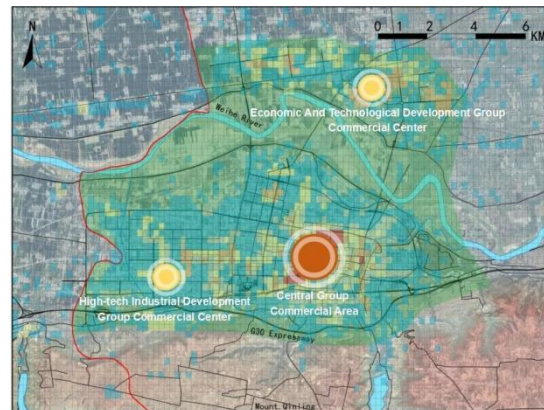 N
0 1 2 4 6
KM
Economic And Technological Development Group
Commercial Center
Weihe River
High-tech Industrial Development
Group Commercial Center
Central Group
Commercial Area
G30 Expressway
Mount Qinling